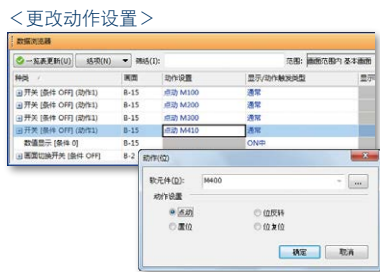 ＜更改动作设置＞
数据浏览器
一览表更新(U) 选项(N) 筛选(I): 范围: 画面范围内 基本画面
种类 画面 动作设置 显示/动作触发类型 显示
开关 [条件 OFF] (动作1) B-15 点动 M100 通常
开关 [条件 OFF] (动作1) B-15 点动 M200 通常
开关 [条件 OFF] (动作1) B-15 点动 M300 通常
开关 [条件 OFF] (动作1) B-15 点动 M410 通常
数值显示 [条件 0] B-15 ON中
画面切换开关 [条件 OFF] B-2
动作(位)
软元件(D): M400 ...
动作设置
点动 位反转
置位 位复位
确定 取消